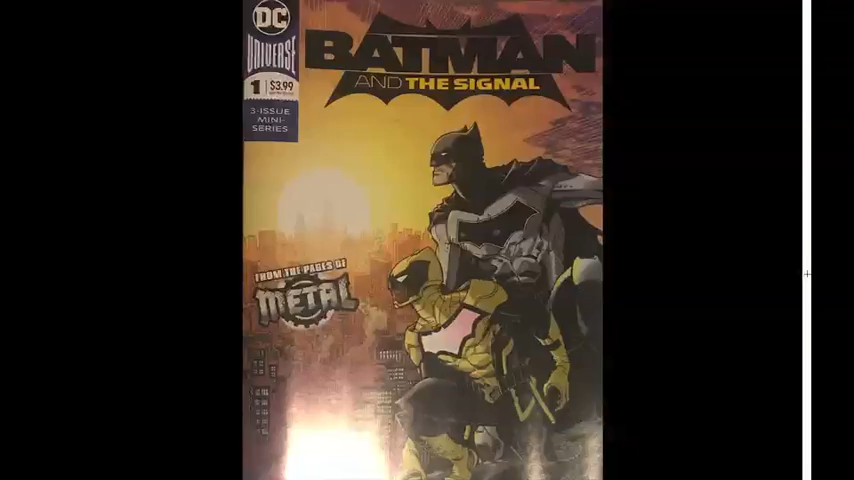 DC
UNIVERSE
1 $3.99
3-ISSUE
MINI-
SERIES
BATMAN
AND THE SIGNAL
FROM THE PAGES OF
METAL